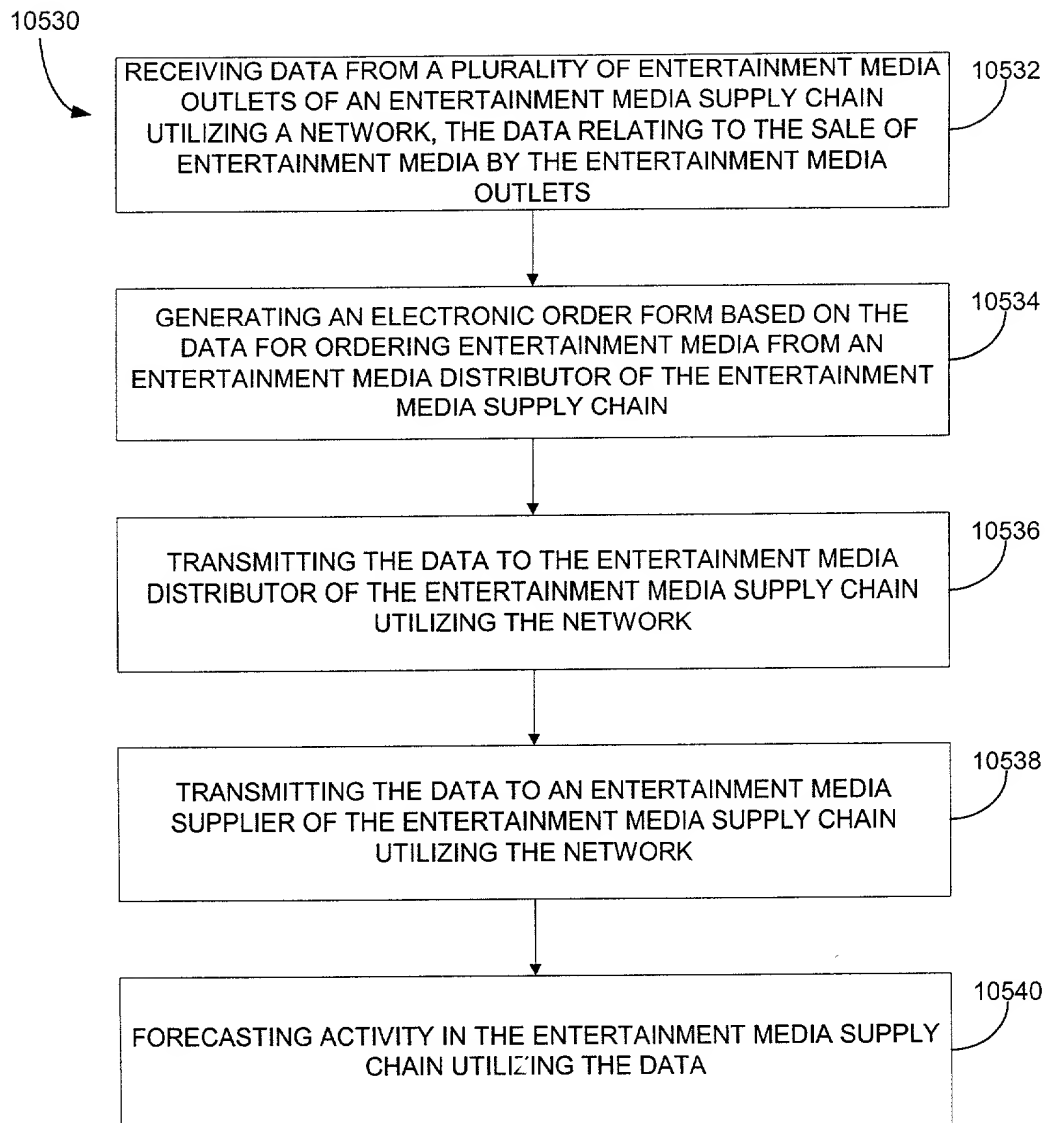 10530
RECEIVING DATA FROM A PLURALITY OF ENTERTAINMENT MEDIA
OUTLETS OF AN ENTERTAINMENT MEDIA SUPPLY CHAIN
UTILIZING A NETWORK, THE DATA RELATING TO THE SALE OF
ENTERTAINMENT MEDIA BY THE ENTERTAINMENT MEDIA
OUTLETS
10532
GENERATING AN ELECTRONIC ORDER FORM BASED ON THE
DATA FOR ORDERING ENTERTAINMENT MEDIA FROM AN
ENTERTAINMENT MEDIA DISTRIBUTOR OF THE ENTERTAINMENT
MEDIA SUPPLY CHAIN
10534
TRANSMITTING THE DATA TO THE ENTERTAINMENT MEDIA
DISTRIBUTOR OF THE ENTERTAINMENT MEDIA SUPPLY CHAIN
UTILIZING THE NETWORK
10536
TRANSMITTING THE DATA TO AN ENTERTAINMENT MEDIA
SUPPLIER OF THE ENTERTAINMENT MEDIA SUPPLY CHAIN
UTILIZING THE NETWORK
10538
FORECASTING ACTIVITY IN THE ENTERTAINMENT MEDIA SUPPLY
CHAIN UTILIZING THE DATA
10540